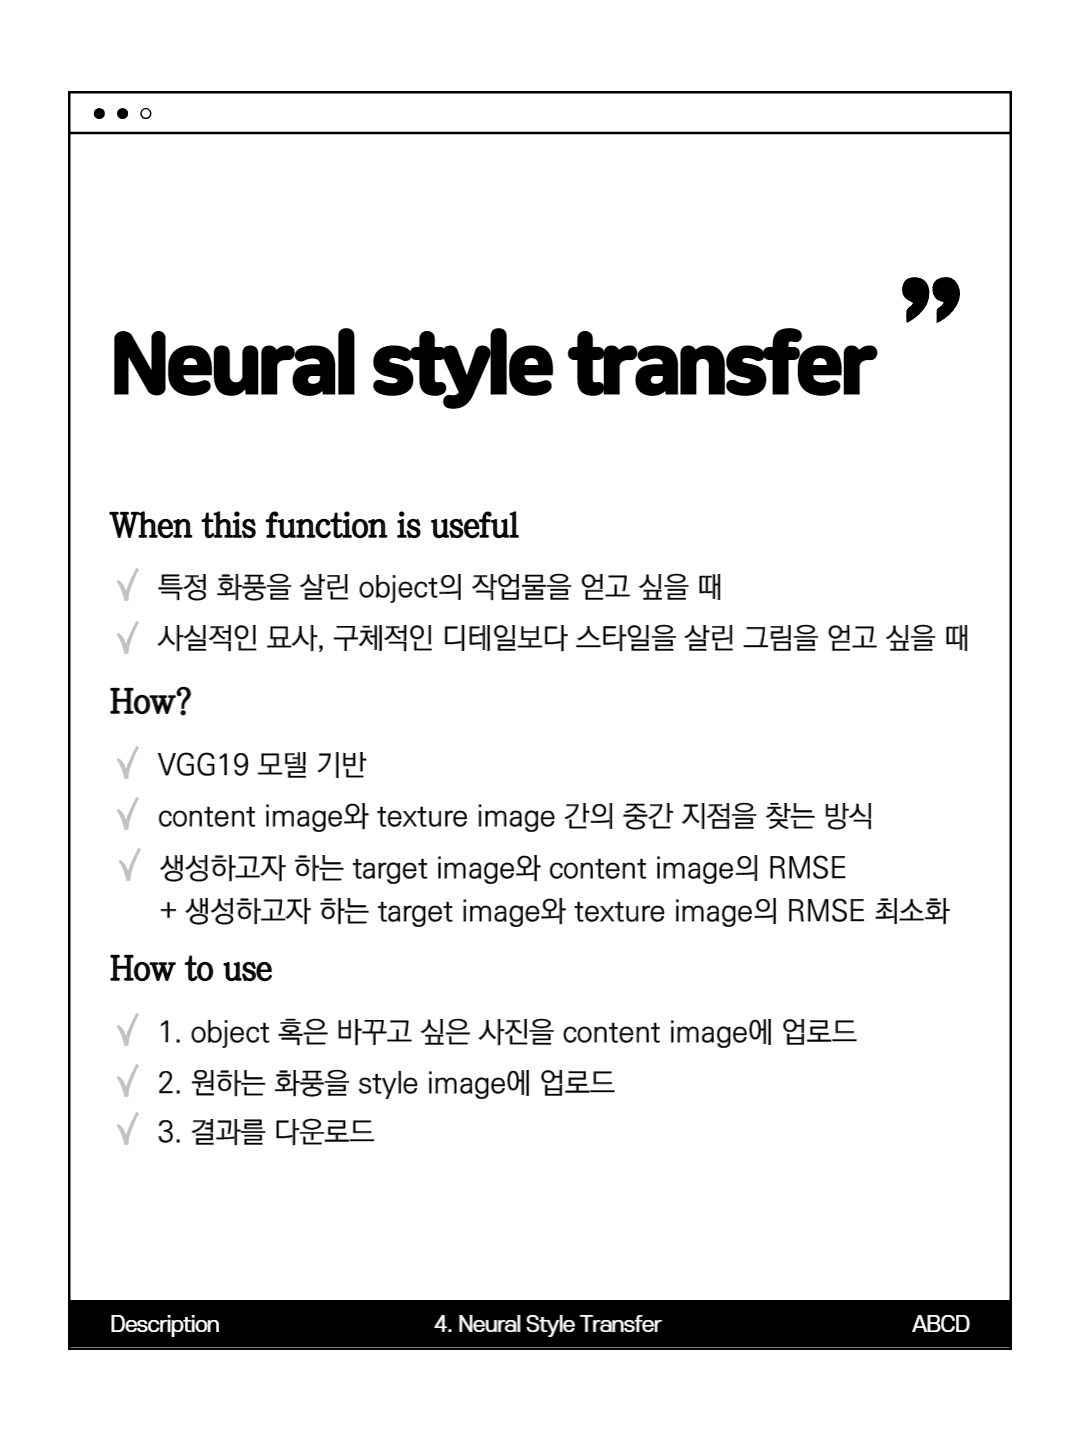 ”
Neural style transfer
When this function is useful
√ 특정 화풍을 살린 object의 작업물을 얻고 싶을 때
√ 사실적인 묘사, 구체적인 디테일보다 스타일을 살린 그림을 얻고 싶을 때
How?
√ VGG19 모델 기반
√ content image와 texture image 간의 중간 지점을 찾는 방식
√ 생성하고자 하는 target image와 content image의 RMSE
+ 생성하고자 하는 target image와 texture image의 RMSE 최소화
How to use
√ 1. object 혹은 바꾸고 싶은 사진을 content image에 업로드
√ 2. 원하는 화풍을 style image에 업로드
√ 3. 결과를 다운로드
Description 4. Neural Style Transfer ABCD